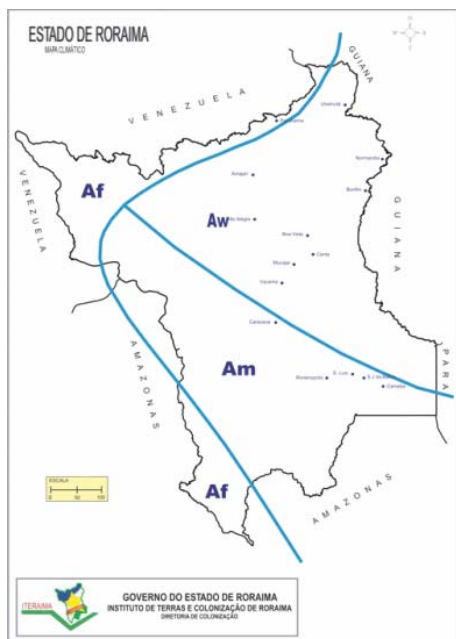 ESTADO DE RORAIMA
MAPA CLIMÁTICO
N
W
E
S
GUIANA
VENEZUELA
Uiramutã
Pacaraima
Normandia
VENEZUELA
Amajari
Bonfim
Af
Aw
Alto Alegre
GUIANA
Boa Vista
Cantá
Mucajaí
Iracema
Caracaraí
AMAZONAS
PARÁ
Am
S. Luiz
Rorainópolis
S.J. da Baliza
Caroebe
ESCALA
0 50 100
Af
AMAZONAS
ITERAIMA
GOVERNO DO ESTADO DE RORAIMA
INSTITUTO DE TERRAS E COLONIZAÇÃO DE RORAIMA
DIRETORIA DE COLONIZAÇÃO